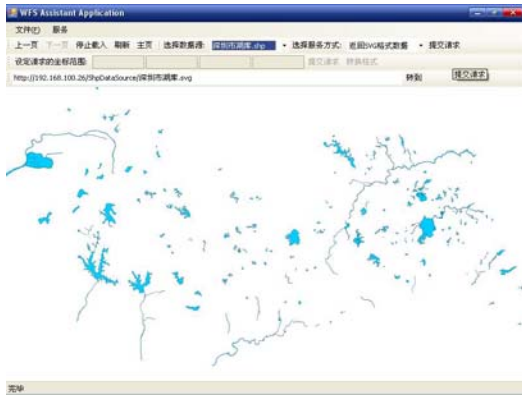 WFS Assistant Application
文件(F) 服务
上一页 下一页 停止载入 刷新 主页 选择数据源: 深圳市湖库.shp 选择服务方式: 返回SVG格式数据 提交请求
设定请求的坐标范围: 提交请求 转换格式
http://192.168.100.26/ShpDataSource/深圳市湖库.svg 转到 提交请求
完毕